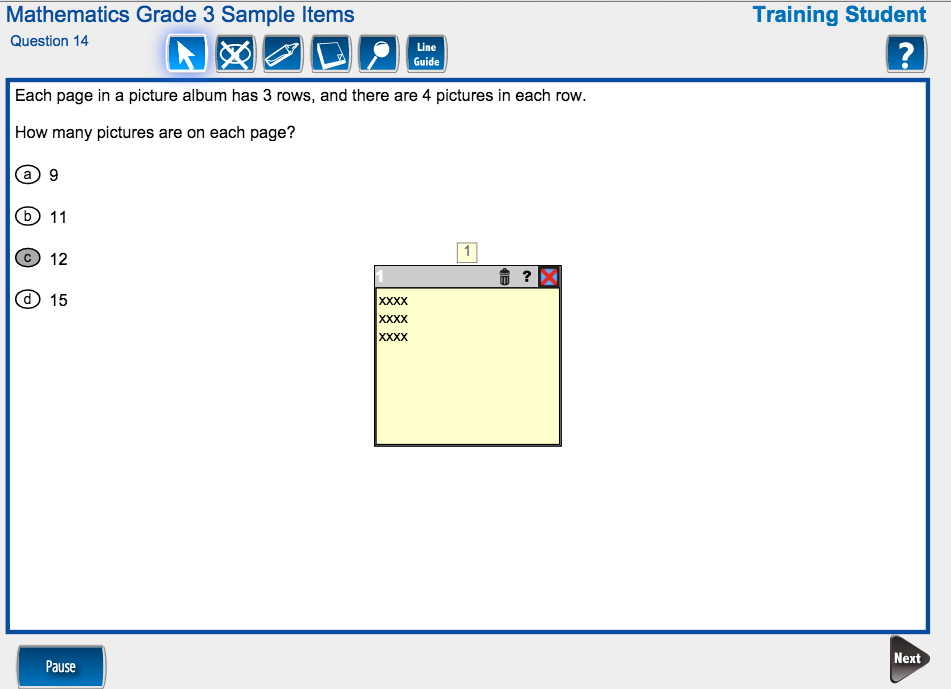 Mathematics Grade 3 Sample Items
Training Student
Question 14
Line
Guide
?
Each page in a picture album has 3 rows, and there are 4 pictures in each row.
How many pictures are on each page?
a 9
b 11
c 12
d 15
1
1 ?
xxxx
xxxx
xxxx
Pause
Next